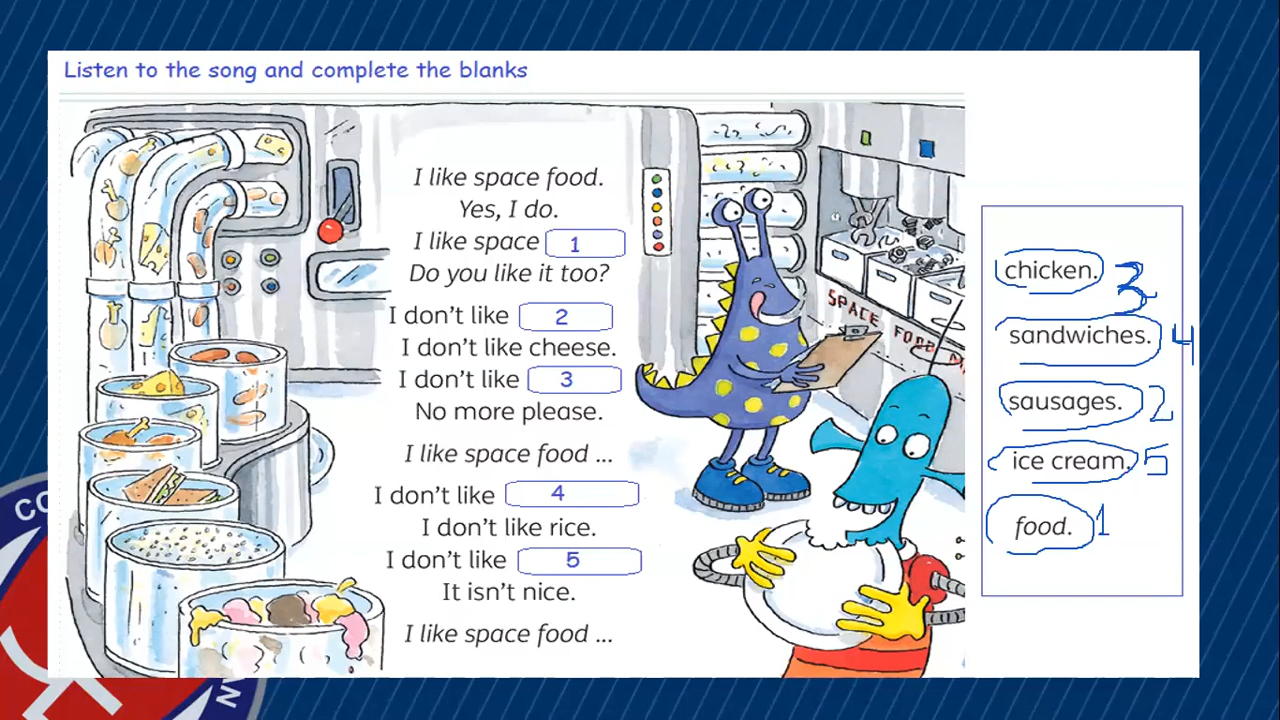 Listen to the song and complete the blanks
I like space food.
Yes, I do.
I like space 1
Do you like it too?
I don't like 2
I don't like cheese.
I don't like 3
No more please.
I like space food ...
I don't like 4
I don't like rice.
I don't like 5
It isn't nice.
I like space food ...
SPACE FOOD
chicken. 3
3
sandwiches. 4
sausages. 2
ice cream. 5
food. 1
CO
N